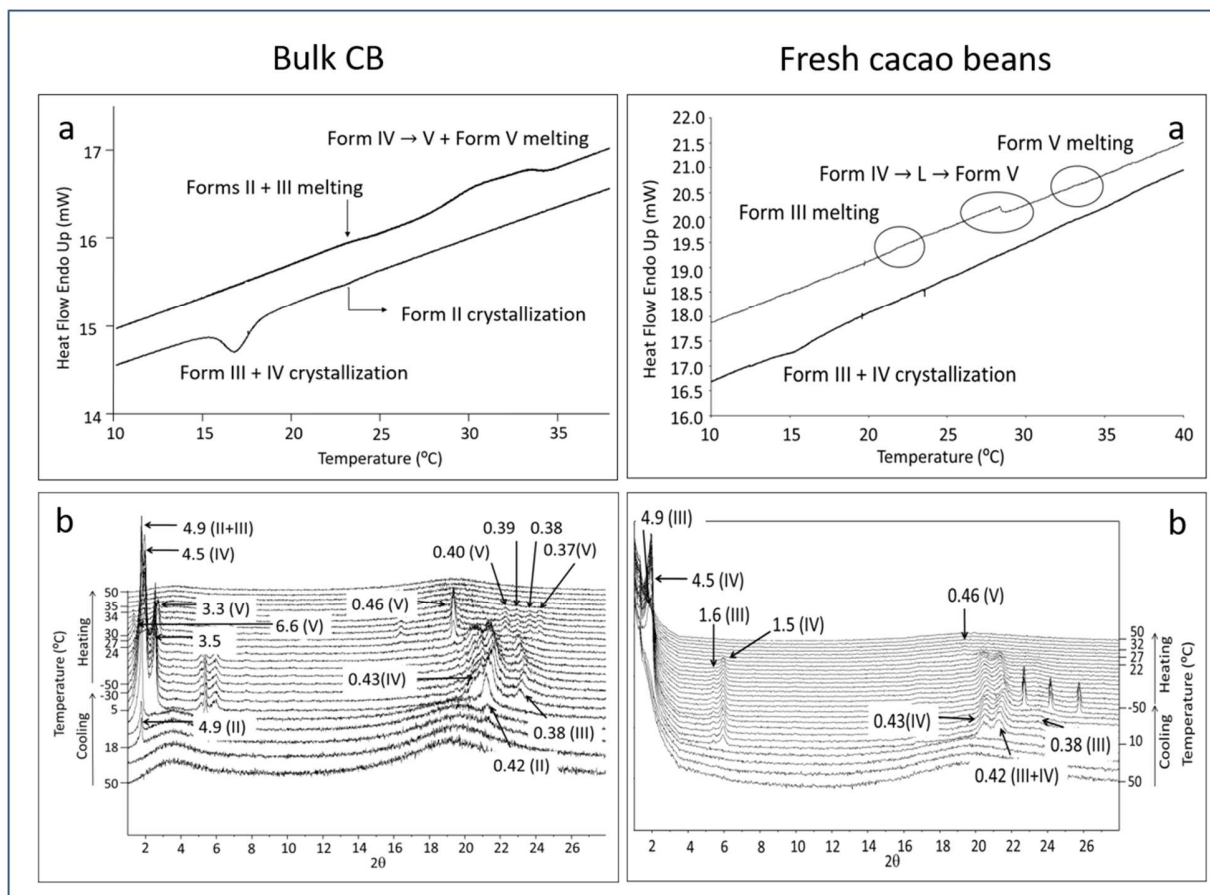 Bulk CB
Fresh cacao beans
a
17
16
15
14
Heat Flow Endo Up (mW)
Form IV → V + Form V melting
Forms II + III melting
Form II crystallization
Form III + IV crystallization
10 15 20 25 30 35
Temperature (°C)
a
22.0
21.5
21.0
20.5
20.0
19.5
19.0
18.5
18.0
17.5
17.0
16.5
16.0
Heat Flow Endo Up (mW)
Form V melting
Form IV → L → Form V
Form III melting
Form III + IV crystallization
10 15 20 25 30 35 40
Temperature (°C)
b
4.9 (II+III)
4.5 (IV)
3.3 (V)
6.6 (V)
3.5
4.9 (II)
0.39
0.38
0.40 (V)
0.37(V)
0.46 (V)
0.43(IV)
0.38 (III)
0.42 (II)
50
35
34
30
24
-50
-30
5
18
50
Temperature (°C)
Cooling
Heating
2 4 6 8 10 12 14 16 18 20 22 24 26
2θ
b
4.9 (III)
4.5 (IV)
1.6 (III)
1.5 (IV)
0.46 (V)
0.43(IV)
0.38 (III)
0.42 (III+IV)
50
32
22
22
-50
10
50
Cooling
Heating
Temperature (°C)
2 4 6 8 10 12 14 16 18 20 22 24 26
2θ